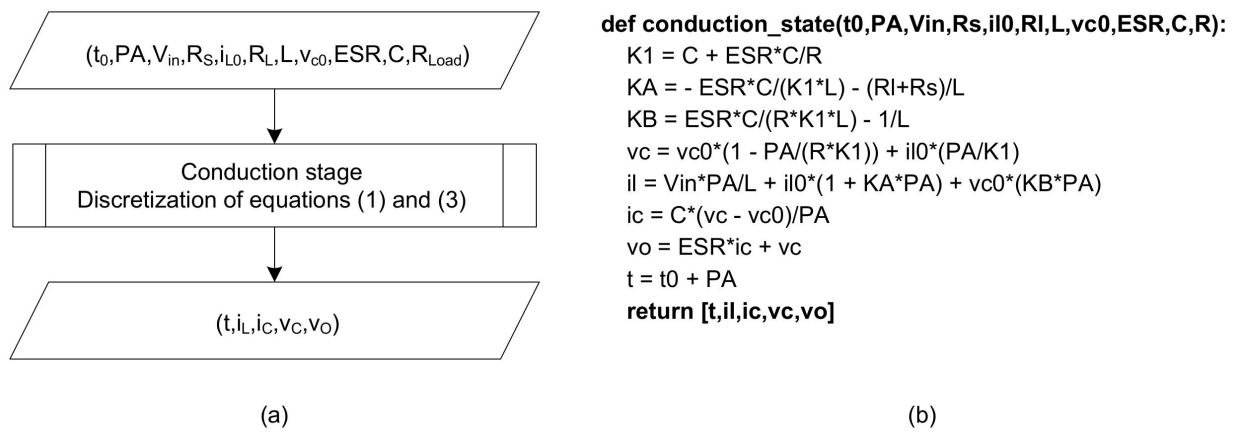 (t0,PA,Vin,RS,iL0,RL,L,vc0,ESR,C,RLoad)
Conduction stage
Discretization of equations (1) and (3)
(t,iL,iC,vC,vO)
(a)
def conduction_state(t0,PA,Vin,Rs,il0,Rl,L,vc0,ESR,C,R):
K1 = C + ESR*C/R
KA = - ESR*C/(K1*L) - (Rl+Rs)/L
KB = ESR*C/(R*K1*L) - 1/L
vc = vc0*(1 - PA/(R*K1)) + il0*(PA/K1)
il = Vin*PA/L + il0*(1 + KA*PA) + vc0*(KB*PA)
ic = C*(vc - vc0)/PA
vo = ESR*ic + vc
t = t0 + PA
return [t,il,ic,vc,vo]
(b)